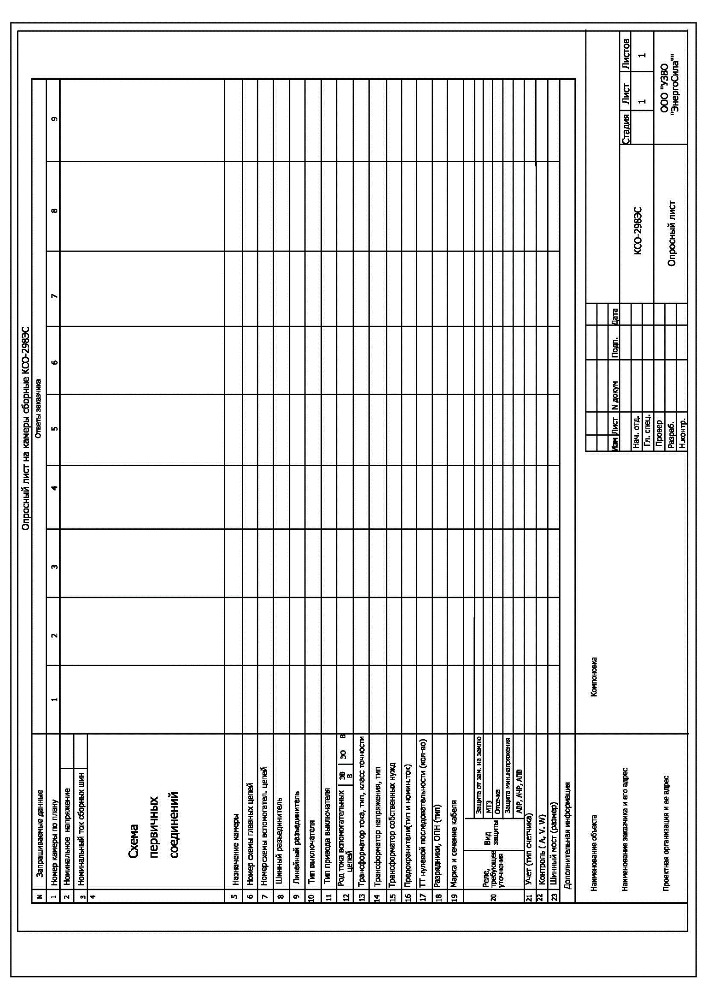 Опросный лист на камеры сборные КСО-298ЭС
N Запрашиваемые данные Ответы заказчика
1 Номер камеры по плану 1 2 3 4 5 6 7 8 9
2 Номинальное напряжение
3 Номинальный ток сборных шин
4
Схема
первичных
соединений
5 Назначение камеры
6 Номер схемы главных цепей
7 Номерсхемы вспомогател. цепей
8 Шинный разъединитель
9 Линейный разъединитель
10 Тип выключателя
11 Тип привода выключателя
12 Род тока вспомогательных цепей ЭВ В ЭО В
13 Трансформатор тока, тип, класс точности
14 Трансформатор напряжения, тип
15 Трансформатор собственных нужд
16 Предохранители(тип и номин.ток)
17 ТТ нулевой последовательности (кол-во)
18 Разрядники, ОПН (тип)
19 Марка и сечение кабеля
20 Реле, требующее уточнения
Вид защиты
Защита от зам. на землю
МТЗ
Отсечка
Защита мин.напряжения
АВР, АЧР, АПВ
21 Учет (тип счетчика)
22 Контроль ( А, V. W)
23 Шинный мост (размер)
Дополнительная информация
Наименование объекта
Компоновка
Наименование заказчика и его адрес
Проектная организация и ее адрес
Изм Лист N докум Подп. Дата
Нач. отд.
Гл. спец.
Провер
Разраб.
Н.контр.
КСО-298ЭС
Опросный лист
Стадия Лист Листов
1 1
ООО "УЗВО
"ЭнергоСила""